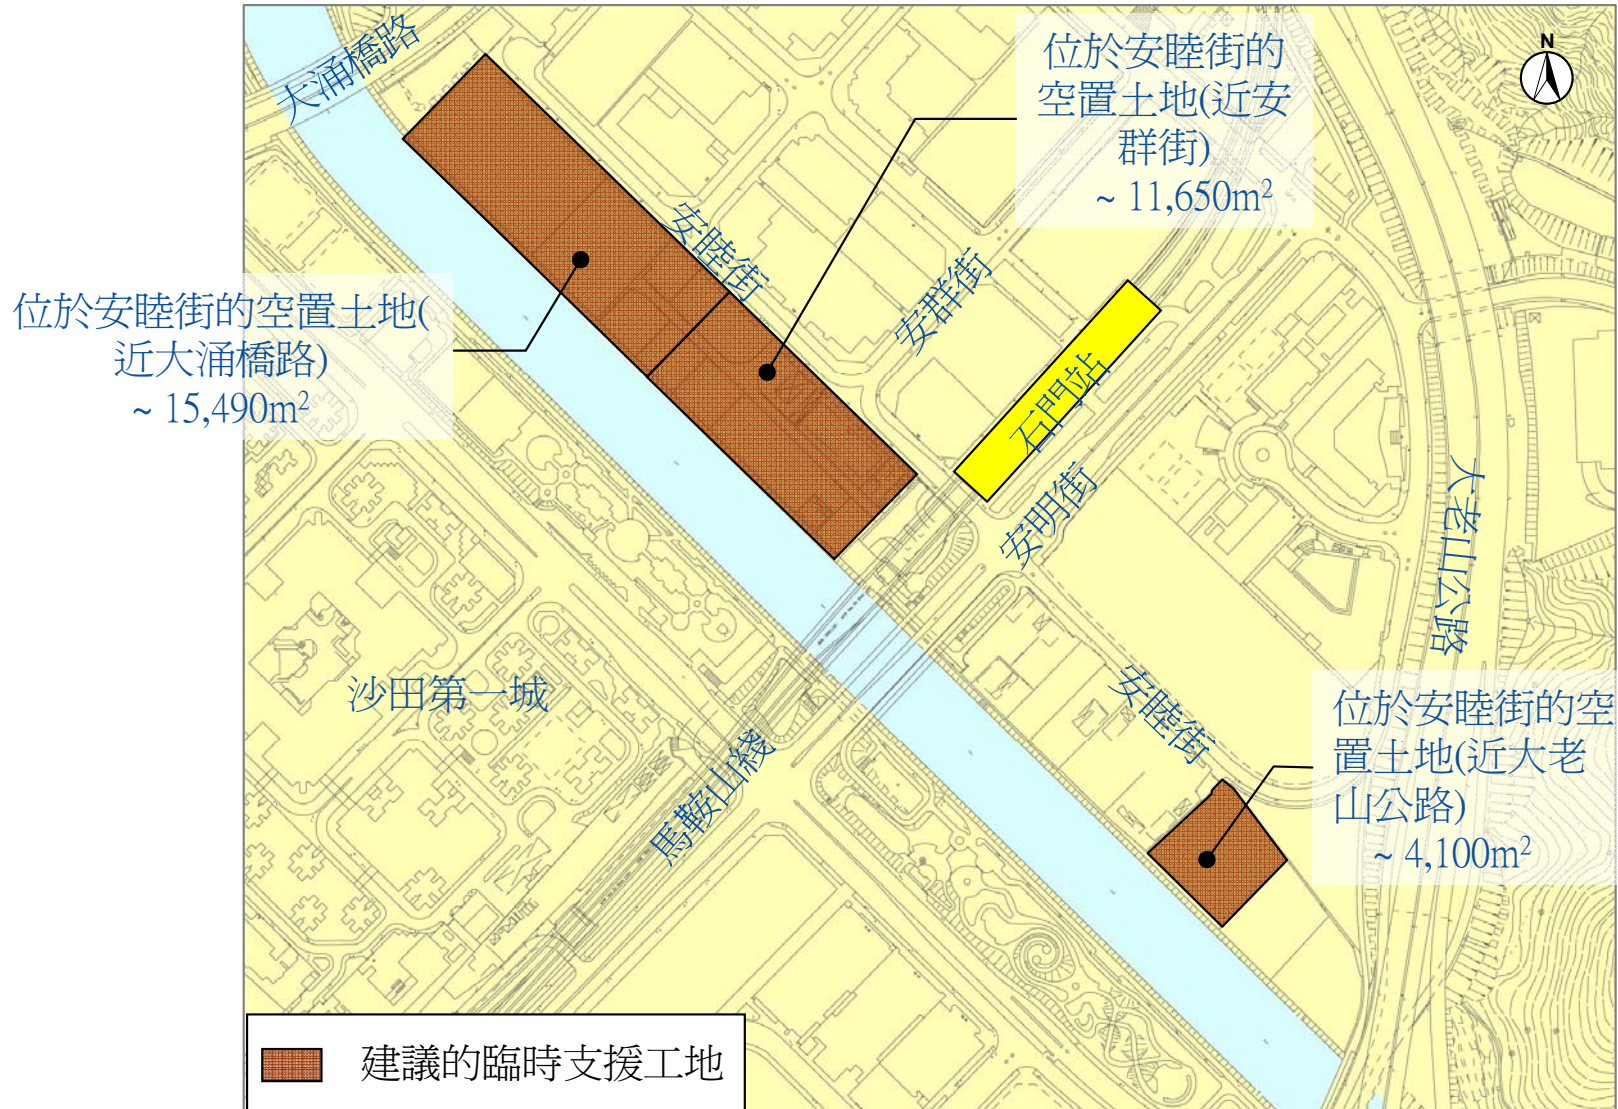 大涌橋路
位於安睦街的
空置土地(近安
群街)
~ 11,650m²
N
安睦街
安群街
位於安睦街的空置土地(
近大涌橋路)
~ 15,490m²
石門站
安明街
大老山公路
沙田第一城
馬鞍山綫
安睦街
位於安睦街的空
置土地(近大老
山公路)
~ 4,100m²
建議的臨時支援工地